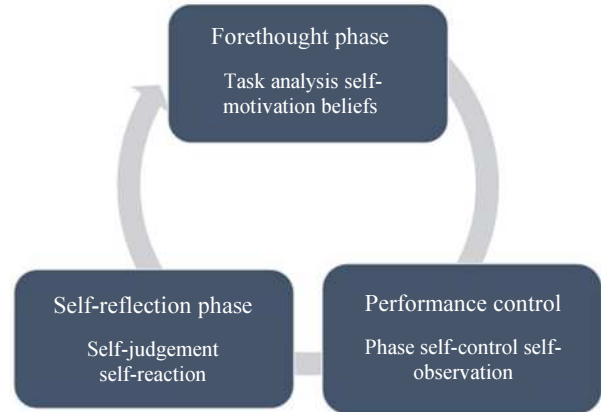 Forethought phase
Task analysis self-
motivation beliefs
Self-reflection phase
Self-judgement
self-reaction
Performance control
Phase self-control self-
observation